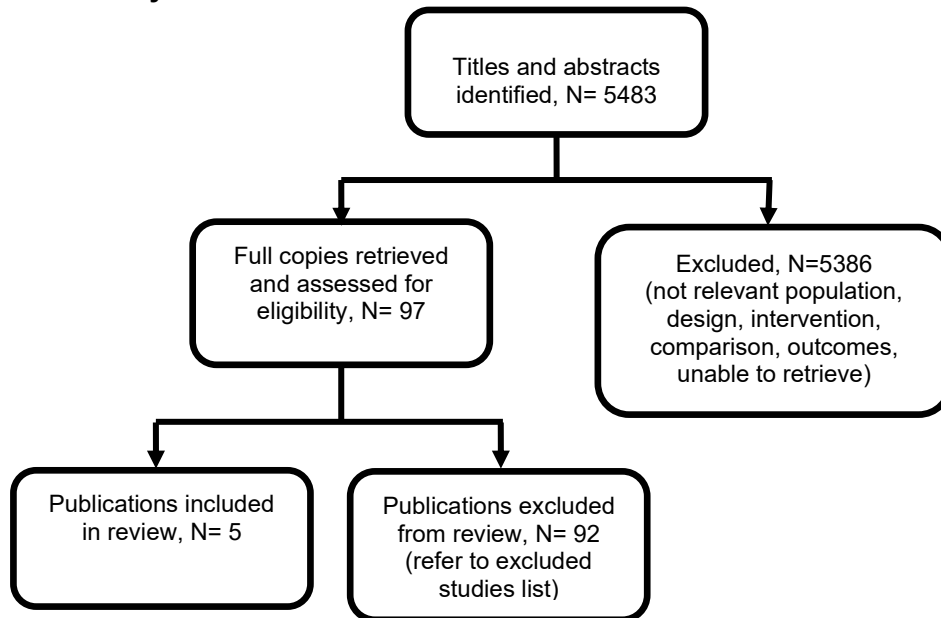 Titles and abstracts
identified, N= 5483
Full copies retrieved
and assessed for
eligibility, N= 97
Excluded, N=5386
(not relevant population,
design, intervention,
comparison, outcomes,
unable to retrieve)
Publications included
in review, N= 5
Publications excluded
from review, N= 92
(refer to excluded
studies list)